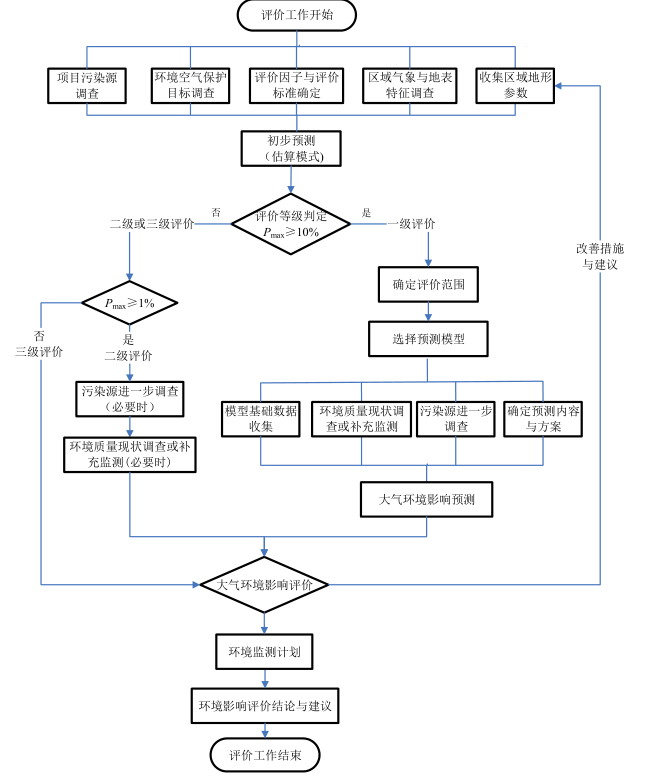 评价工作开始
项目污染源
调查
环境空气保护
目标调查
评价因子与评价
标准确定
区域气象与地表
特征调查
收集区域地形
参数
初步预测
（估算模式)
否
评价等级判定
Pmax≥10%
是
二级或三级评价
一级评价
改善措施
与建议
确定评价范围
Pmax≥1%
否
三级评价
是
二级评价
选择预测模型
污染源进一步调查
（必要时）
模型基础数据
收集
环境质量现状调
查或补充监测
污染源进一步
调查
确定预测内容
与方案
环境质量现状调查或补
充监测(必要时)
大气环境影响预测
大气环境影响评价
环境监测计划
环境影响评价结论与建议
评价工作结束